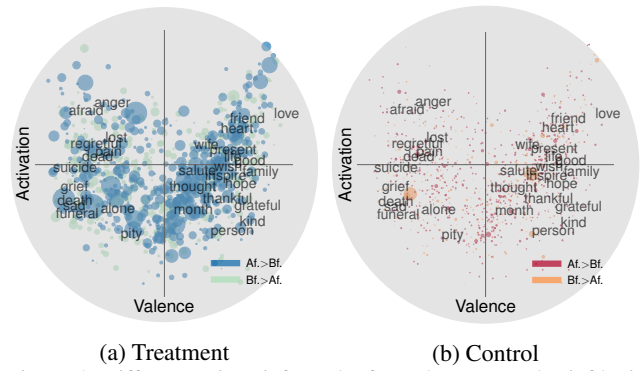 Activation
anger
afraid
love
friend
heart
lost
regretful
wife
present
pain
dead
life
good
suicide
salute
wish
family
inspire
grief
thought
hope
death
thankful
sad
alone
month
grateful
funeral
kind
pity
person
Af.>Bf.
Bf.>Af.
Valence
(a) Treatment
Activation
anger
afraid
love
friend
heart
lost
regretful
wife
present
pain
dead
life
good
suicide
salute
wish
family
inspire
grief
thought
hope
death
thankful
sad
alone
month
grateful
funeral
kind
pity
person
Af.>Bf.
Bf.>Af.
Valence
(b) Control